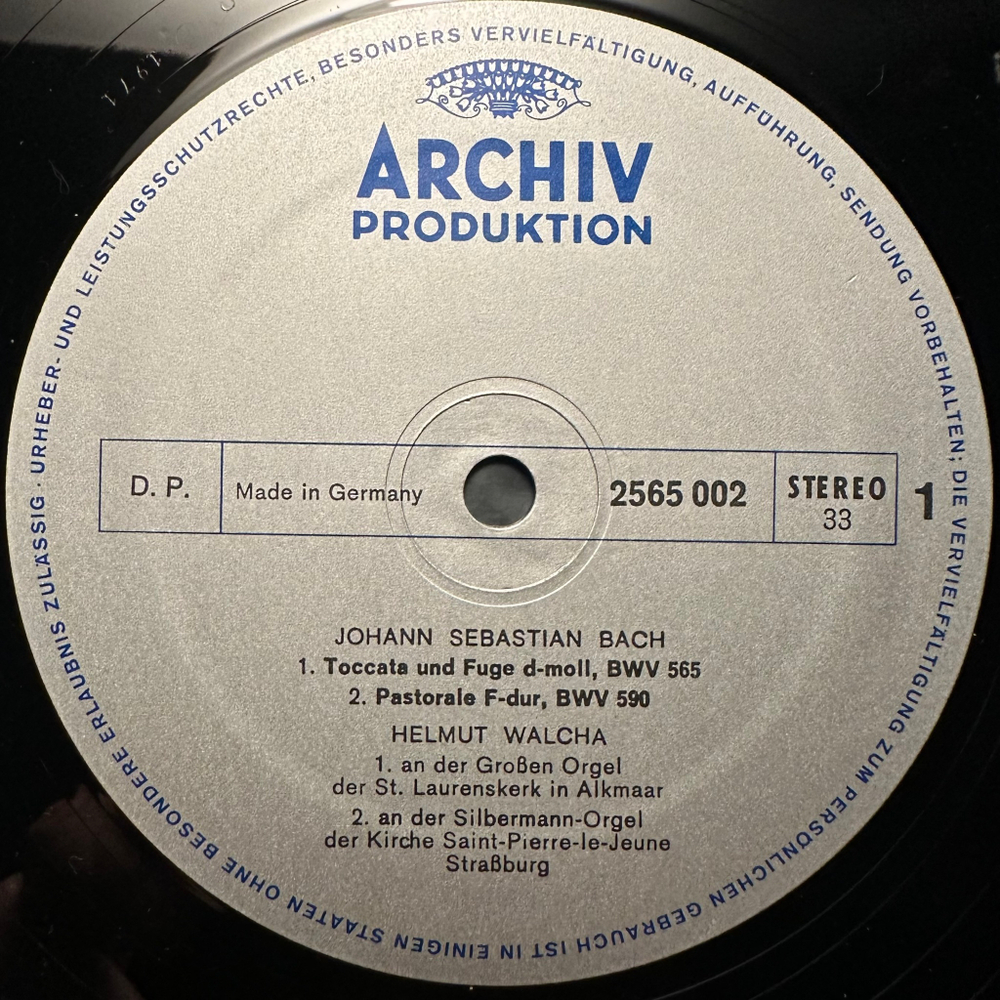 URHEBER- UND LEISTUNGSSCHUTZRECHTE, BESONDERS VERVIELFÄLTIGUNG, AUFFÜHRUNG, SENDUNG VORBEHALTEN; DIE VERVIELFÄLTIGUNG ZUM PERSÖNLICHEN GEBRAUCH IST IN EINIGEN STAATEN OHNE BESONDERE ERLAUBNIS ZULÄSSIG ·
ARCHIV
PRODUKTION
D. P. Made in Germany 2565 002 STEREO 1
33
JOHANN SEBASTIAN BACH
1. Toccata und Fuge d-moll, BWV 565
2. Pastorale F-dur, BWV 590
HELMUT WALCHA
1. an der Großen Orgel
der St. Laurenskerk in Alkmaar
2. an der Silbermann-Orgel
der Kirche Saint-Pierre-le-Jeune
Straßburg